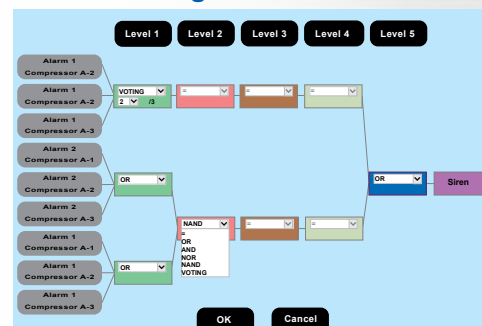 Level 1 Level 2 Level 3 Level 4 Level 5
Alarm 1
Compressor A-2
Alarm 1
Compressor A-2
VOTING = = =
2 /3
Alarm 1
Compressor A-3
Alarm 2
Compressor A-1
Alarm 2
Compressor A-2
OR OR Siren
Alarm 2
Compressor A-3
NAND = =
=
OR
AND
NOR
NAND
VOTING
Alarm 1
Compressor A-1
Alarm 1
Compressor A-2
OR
Alarm 1
Compressor A-3
OK Cancel